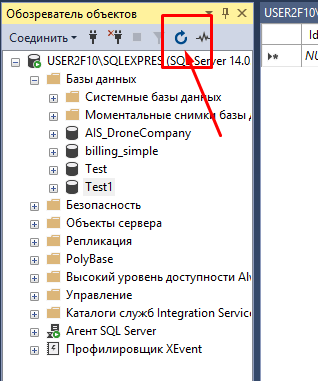 Обозреватель объектов
USER2F10\SQL
Соединить
Id
USER2F10\SQLEXPRES (SQL Server 14.0
NU
Базы данных
Системные базы данных
Моментальные снимки базы д
AIS_DroneCompany
billing_simple
Test
Test1
Безопасность
Объекты сервера
Репликация
PolyBase
Высокий уровень доступности Alv
Управление
Каталоги служб Integration Service
Агент SQL Server
Профилировщик XEvent